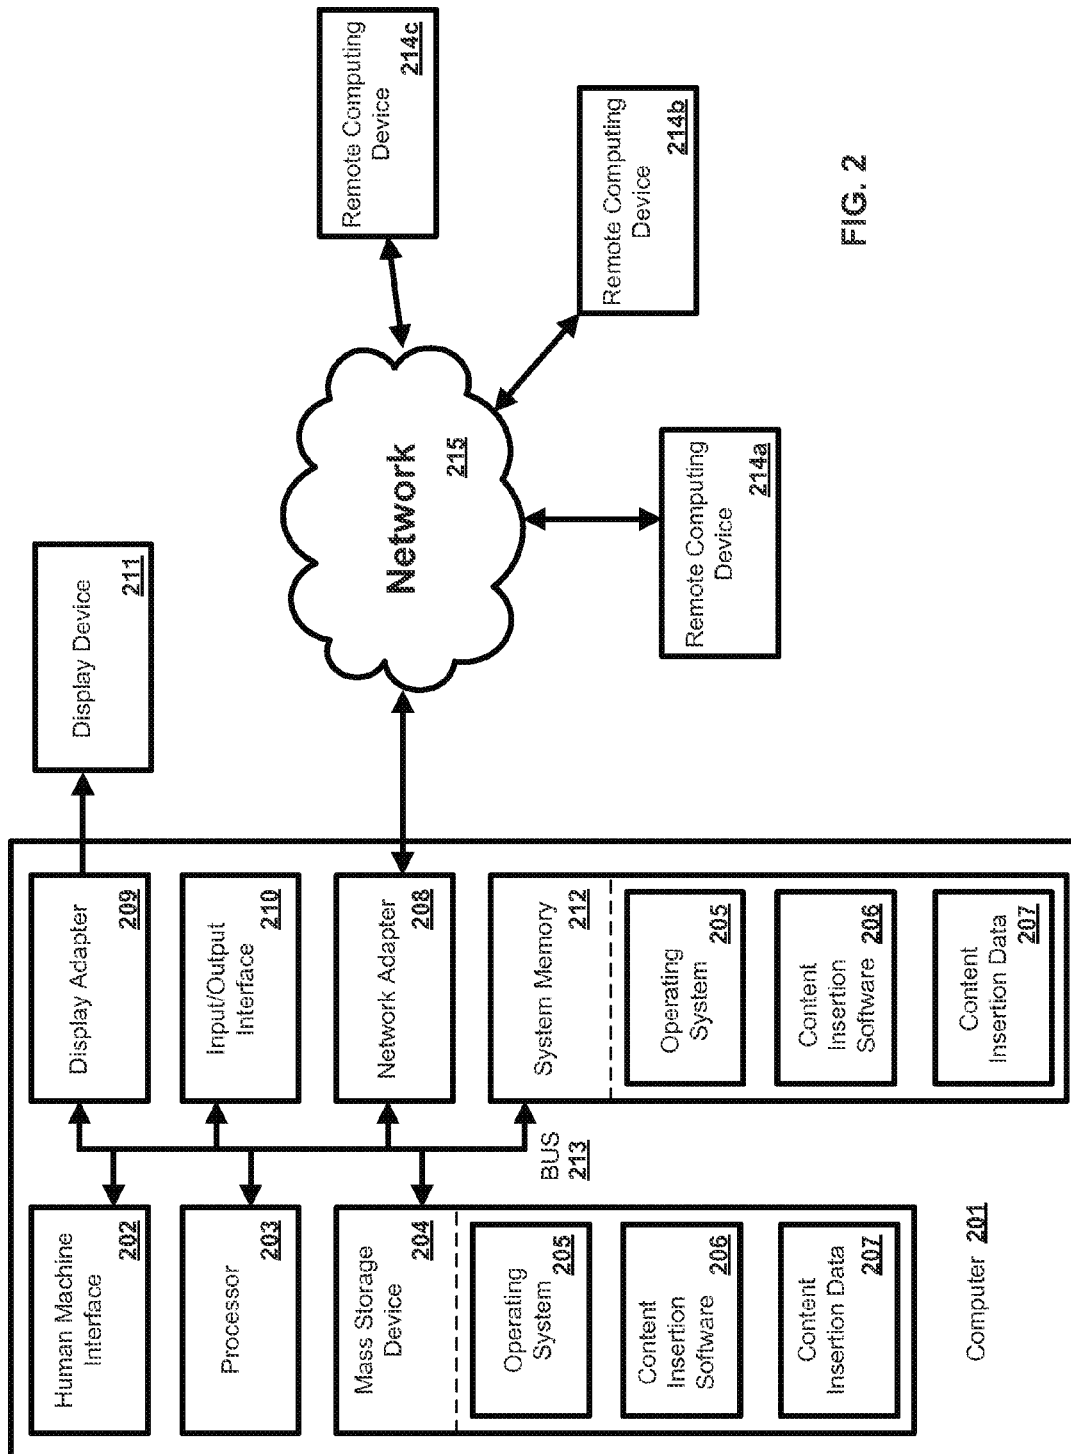 Human Machine
Interface
202
Processor
203
Mass Storage
Device
204
Operating
System
205
Content
Insertion
Software
206
Content
Insertion Data
207
Computer 201
BUS
213
Display Adapter
209
Input/Output
Interface
210
Network Adapter
208
System Memory
212
Operating
System
205
Content
Insertion
Software
206
Content
Insertion Data
207
Display Device
211
Network
215
Remote Computing
Device
214a
Remote Computing
Device
214b
Remote Computing
Device
214c
FIG. 2